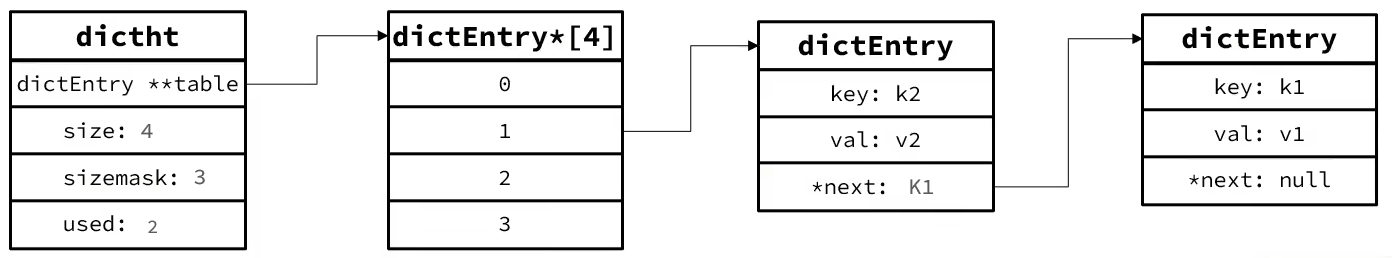 dictht
dictEntry **table
size: 4
sizemask: 3
used: 2
dictEntry*[4]
0
1
2
3
dictEntry
key: k2
val: v2
*next: K1
dictEntry
key: k1
val: v1
*next: null